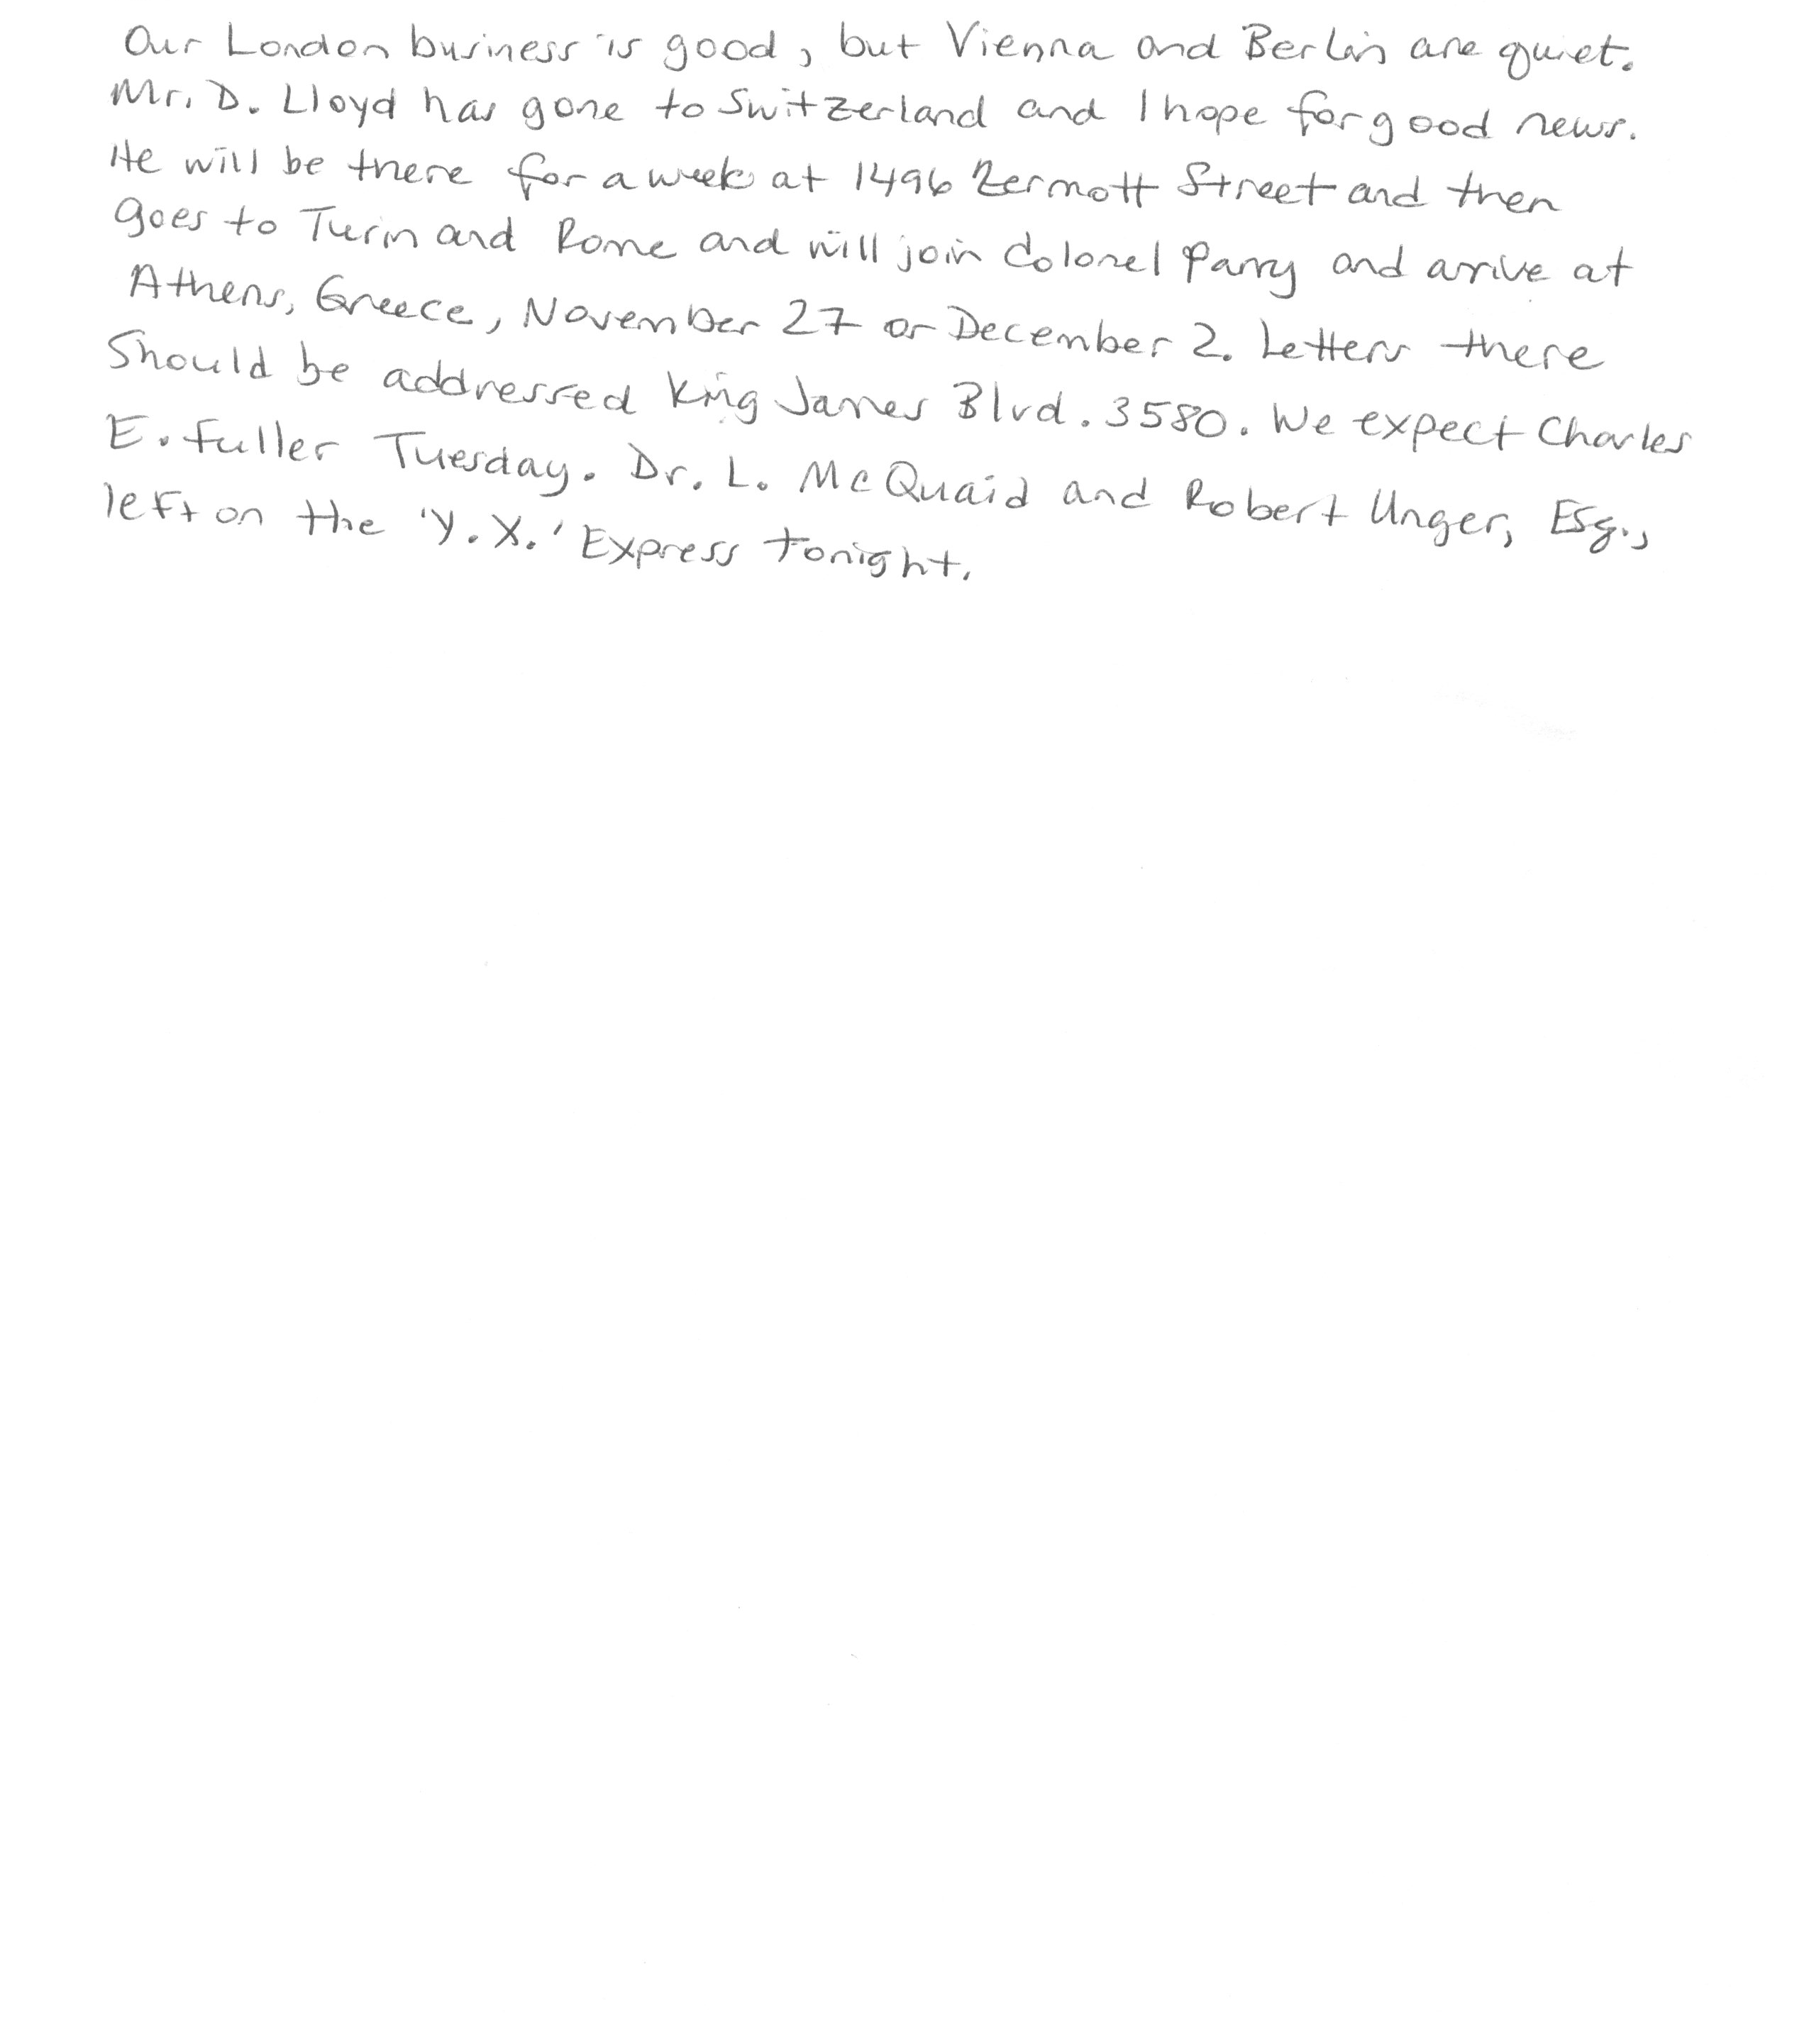 Our London business is good, but Vienna and Berlin are quiet.
Mr. D. Lloyd has gone to Switzerland and I hope for good news.
He will be there for a week at 1496 Zermott Street and then
goes to Turin and Rome and will join Colonel Parry and arrive at
Athens, Greece, November 27 or December 2. Letters there
Should be addressed King James Blvd. 3580. We expect Charles
E. Fuller Tuesday. Dr. L. McQuaid and Robert Unger, Esq.,
left on the 'Y. X.' Express tonight.